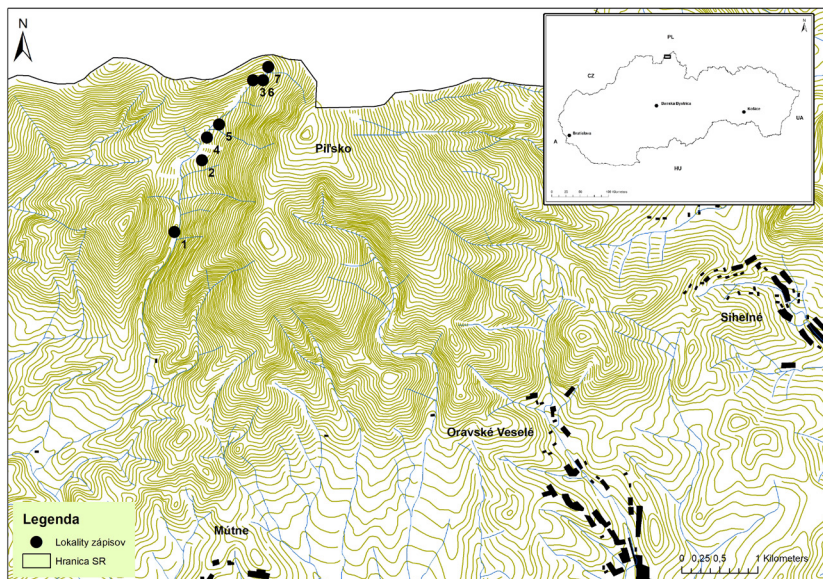 N
7
3 6
5
4
2
1
Piľsko
Sihelné
Oravské Veselé
Mútne
Legenda
Lokality zápisov
Hranica SR
0 0,25 0,5 1 Kilometers
N
PL
CZ
Banská Bystrica
Košice
Bratislava
UA
A
HU